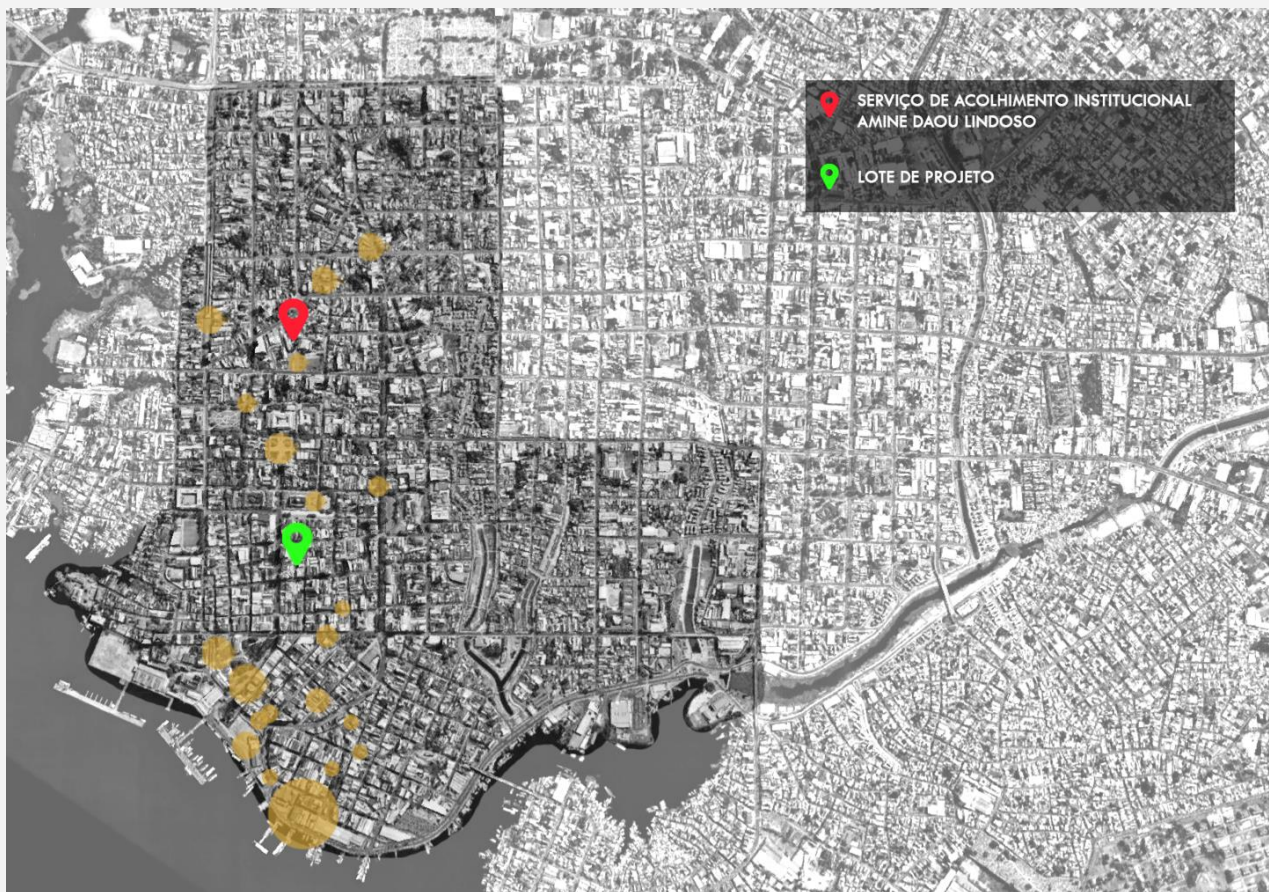 SERVIÇO DE ACOLHIMENTO INSTITUCIONAL
AMINE DAOU LINDOSO
LOTE DE PROJETO